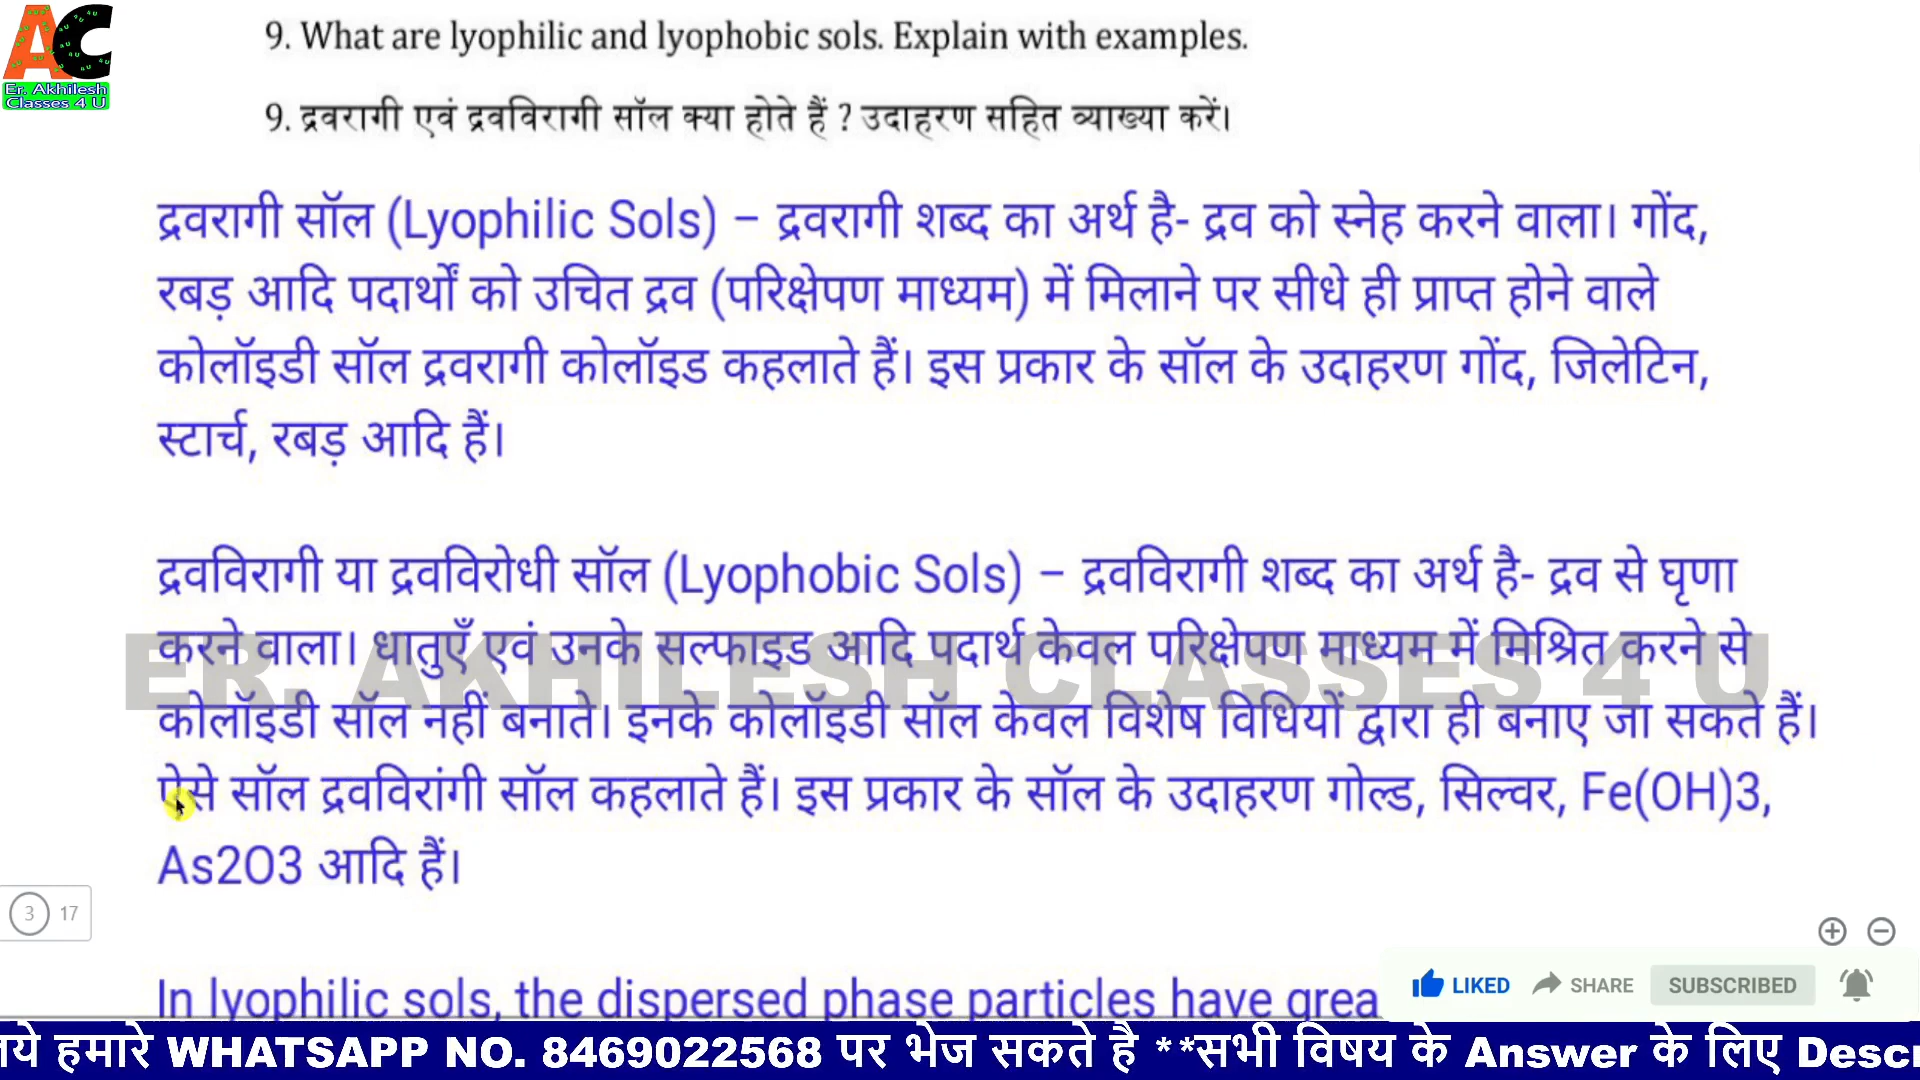 AC
Er. Akhilesh
Classes 4 U
9. What are lyophilic and lyophobic sols. Explain with examples.
9. द्रवरागी एवं द्रवविरागी सॉल क्या होते हैं ? उदाहरण सहित व्याख्या करें।
द्रवरागी सॉल (Lyophilic Sols) – द्रवरागी शब्द का अर्थ है- द्रव को स्नेह करने वाला। गोंद,
रबड़ आदि पदार्थों को उचित द्रव (परिक्षेपण माध्यम) में मिलाने पर सीधे ही प्राप्त होने वाले
कोलॉइडी सॉल द्रवरागी कोलॉइड कहलाते हैं। इस प्रकार के सॉल के उदाहरण गोंद, जिलेटिन,
स्टार्च, रबड़ आदि हैं।
द्रवविरागी या द्रवविरोधी सॉल (Lyophobic Sols) – द्रवविरागी शब्द का अर्थ है- द्रव से घृणा
करने वाला। धातुएँ एवं उनके सल्फाइड आदि पदार्थ केवल परिक्षेपण माध्यम में मिश्रित करने से
ER. AKHILESH CLASSES 4 U
कोलॉइडी सॉल नहीं बनाते। इनके कोलॉइडी सॉल केवल विशेष विधियों द्वारा ही बनाए जा सकते हैं।
ऐसे सॉल द्रवविरांगी सॉल कहलाते हैं। इस प्रकार के सॉल के उदाहरण गोल्ड, सिल्वर, Fe(OH)3,
As2O3 आदि हैं।
3 17
In lyophilic sols, the dispersed phase particles have grea
LIKED SHARE SUBSCRIBED
नये हमारे WHATSAPP NO. 8469022568 पर भेज सकते है **सभी विषय के Answer के लिए Descr